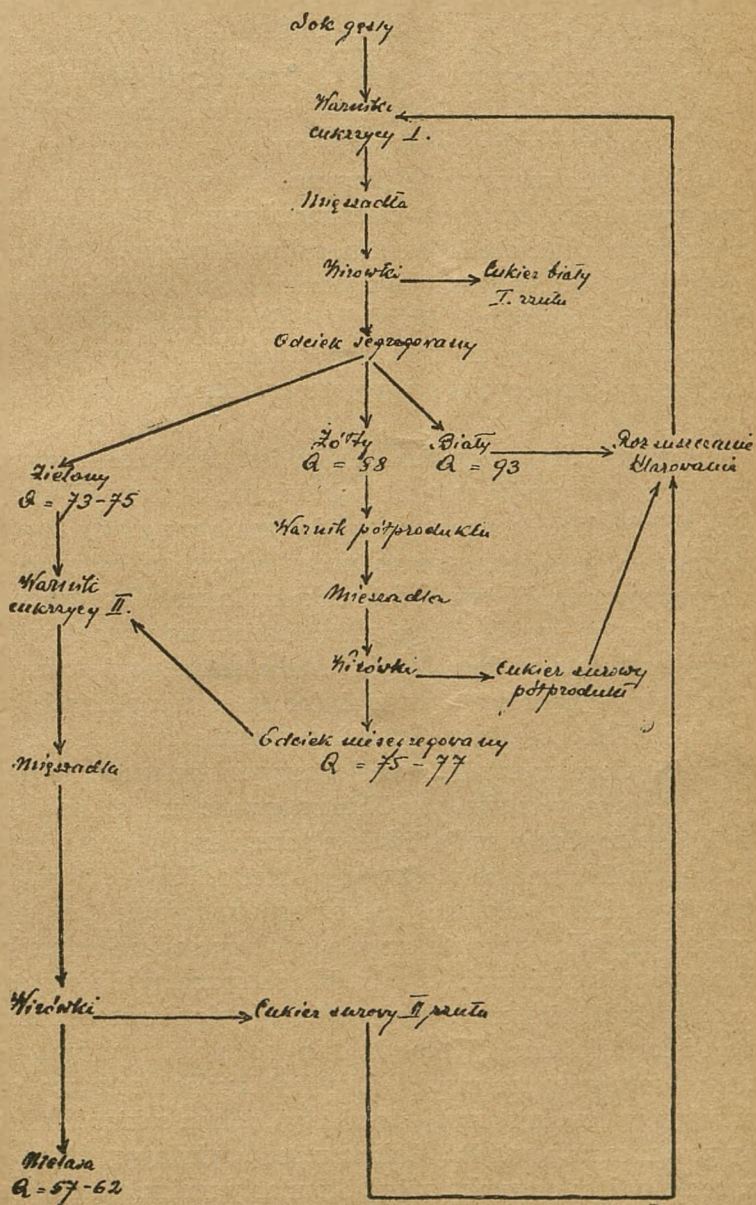 Sok gęsty
Warniki
cukrzycy I.
Mięszadła
Wirówki
Cukier biały
I. rzutu
Odciek segregowany
Zielony
Q = 73-75
Żółty
Q = 88
Biały
Q = 93
Rozpuszczanie
Klarowanie
Warnik półproduktu
Warniki
cukrzycy II.
Mieszadła
Wirówki
Cukier surowy
półprodukt
Odciek niesegregowany
Q = 75-77
Mięszadła
Wirówki
Cukier surowy II rzutu
Melasa
Q = 57-62